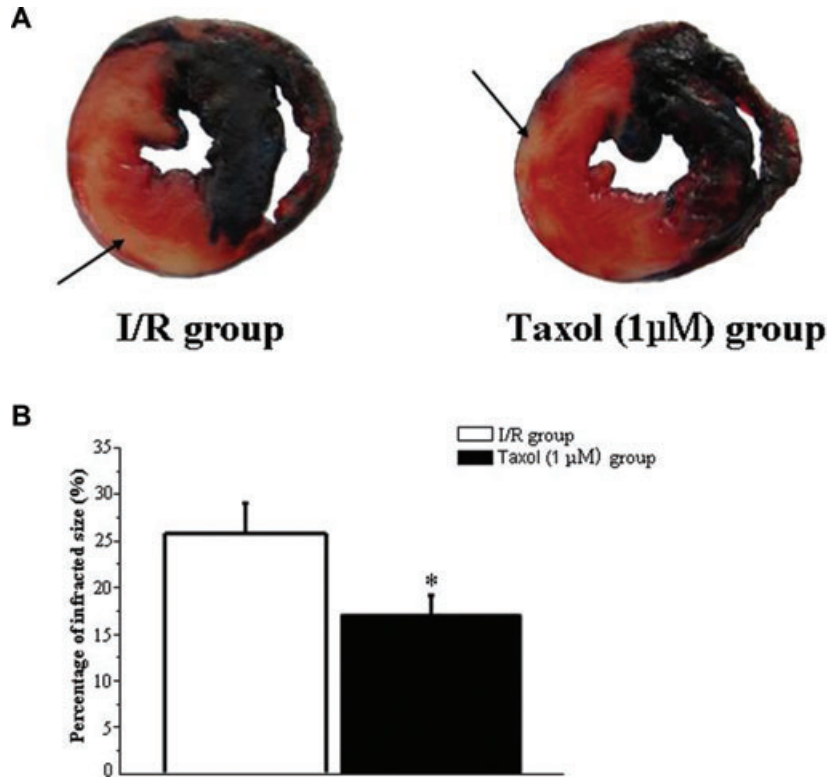 A
I/R group
Taxol (1µM) group
B
I/R group
Taxol (1 µM) group
Percentage of infracted size (%)
35
30
25
20
15
10
5
0
*